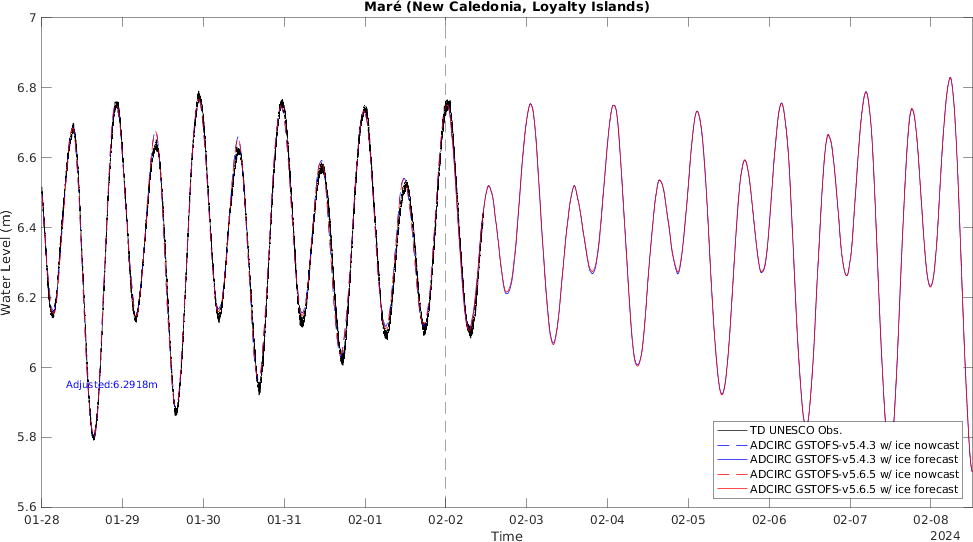 Maré (New Caledonia, Loyalty Islands)
7
6.8
6.6
6.4
6.2
6
5.8
5.6
Water Level (m)
Adjusted:6.2918m
TD UNESCO Obs.
ADCIRC GSTOFS-v5.4.3 w/ ice nowcast
ADCIRC GSTOFS-v5.4.3 w/ ice forecast
ADCIRC GSTOFS-v5.6.5 w/ ice nowcast
ADCIRC GSTOFS-v5.6.5 w/ ice forecast
01-28 01-29 01-30 01-31 02-01 02-02 02-03 02-04 02-05 02-06 02-07 02-08
Time
2024